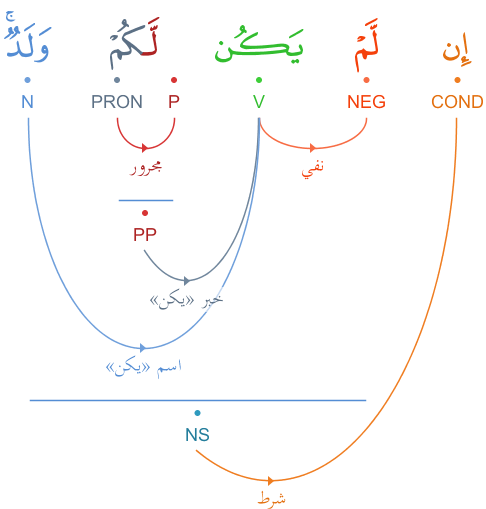 إِن لَّمْ يَكُن لَّكُمْ وَلَدٌ ۚ
COND NEG V P PRON N
نفي مجرور
PP
خبر «يكن»
اسم «يكن»
NS
شرط